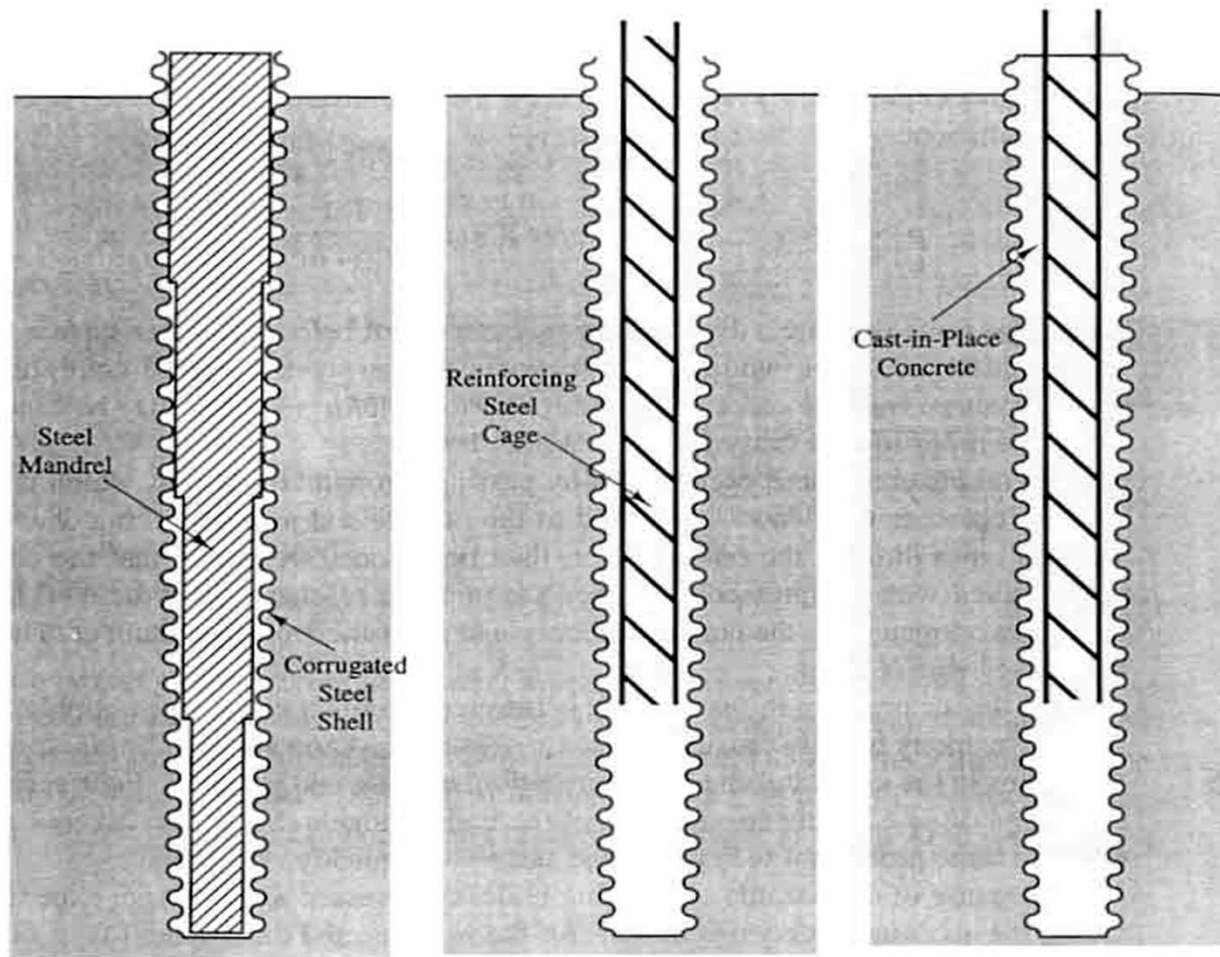 Steel
Mandrel
Corrugated
Steel
Shell
Reinforcing
Steel
Cage
Cast-in-Place
Concrete